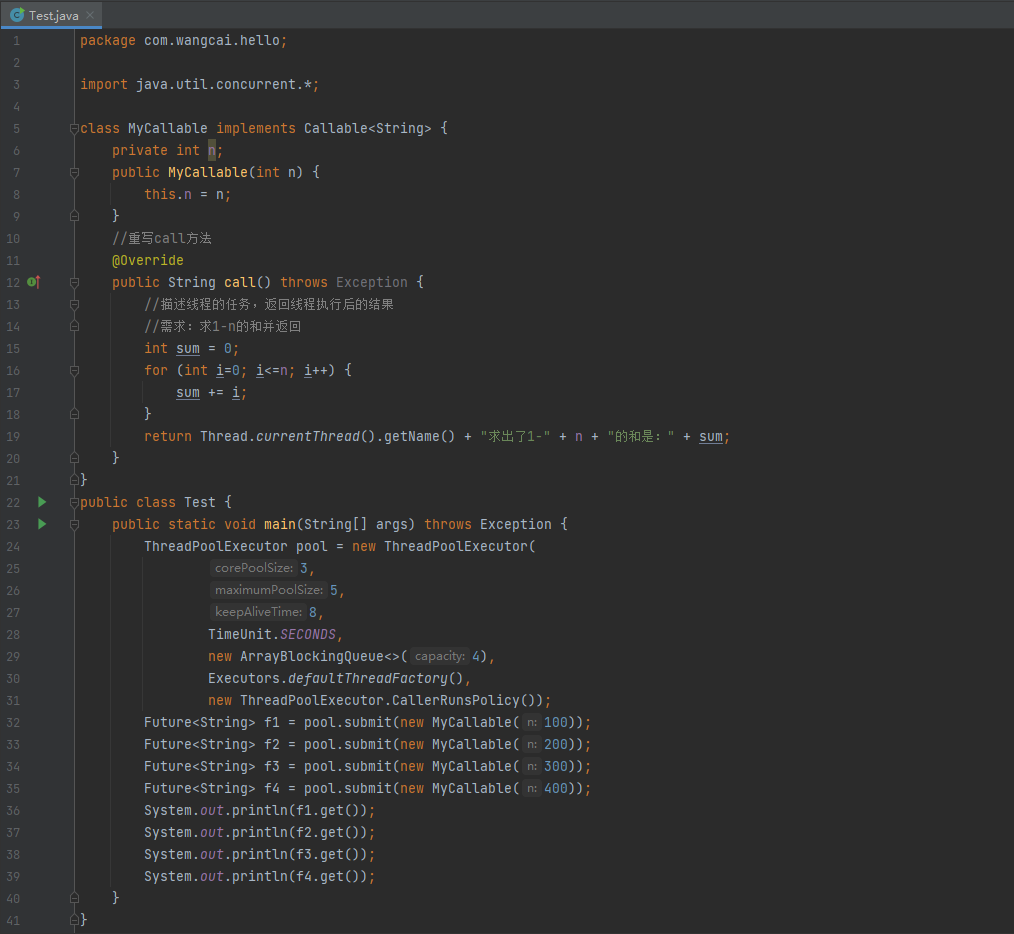 Test.java
1 package com.wangcai.hello;
2
3 import java.util.concurrent.*;
4
5 class MyCallable implements Callable<String> {
6 private int n;
7 public MyCallable(int n) {
8 this.n = n;
9 }
10 //重写call方法
11 @Override
12 public String call() throws Exception {
13 //描述线程的任务，返回线程执行后的结果
14 //需求：求1-n的和并返回
15 int sum = 0;
16 for (int i=0; i<=n; i++) {
17 sum += i;
18 }
19 return Thread.currentThread().getName() + "求出了1-" + n + "的和是：" + sum;
20 }
21 }
22 public class Test {
23 public static void main(String[] args) throws Exception {
24 ThreadPoolExecutor pool = new ThreadPoolExecutor(
25 corePoolSize: 3,
26 maximumPoolSize: 5,
27 keepAliveTime: 8,
28 TimeUnit.SECONDS,
29 new ArrayBlockingQueue<>( capacity: 4),
30 Executors.defaultThreadFactory(),
31 new ThreadPoolExecutor.CallerRunsPolicy());
32 Future<String> f1 = pool.submit(new MyCallable( n: 100));
33 Future<String> f2 = pool.submit(new MyCallable( n: 200));
34 Future<String> f3 = pool.submit(new MyCallable( n: 300));
35 Future<String> f4 = pool.submit(new MyCallable( n: 400));
36 System.out.println(f1.get());
37 System.out.println(f2.get());
38 System.out.println(f3.get());
39 System.out.println(f4.get());
40 }
41 }